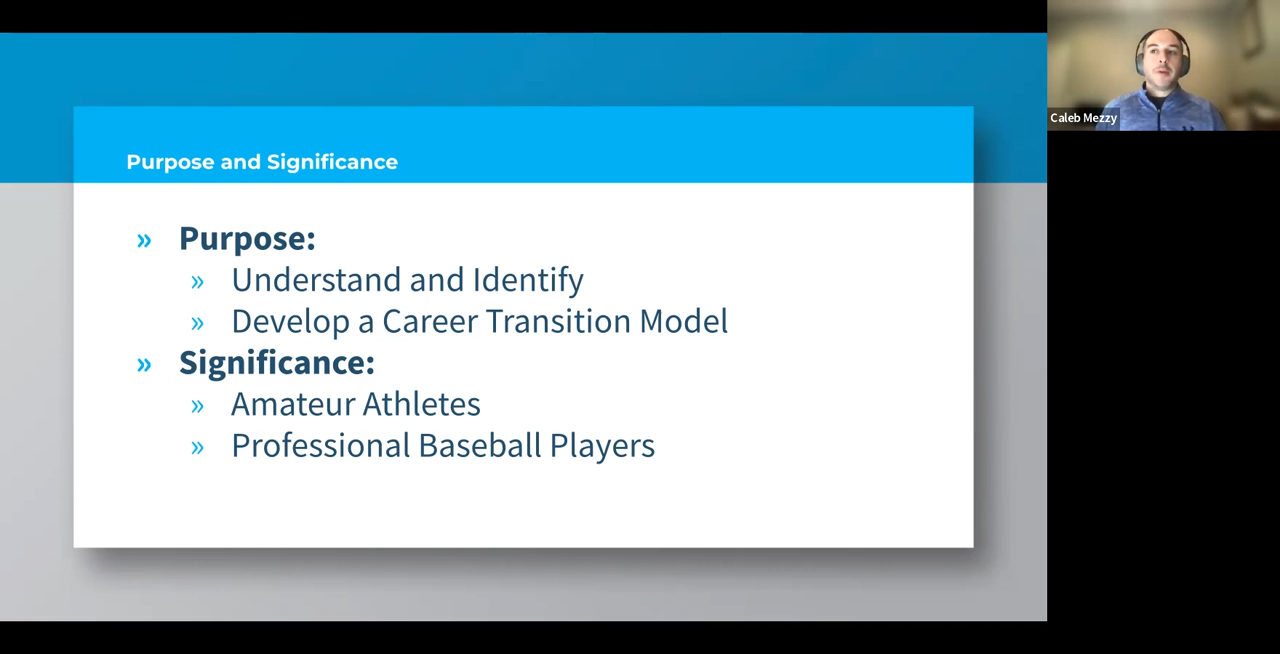 Purpose and Significance
» Purpose:
» Understand and Identify
» Develop a Career Transition Model
» Significance:
» Amateur Athletes
» Professional Baseball Players
Caleb Mezzy